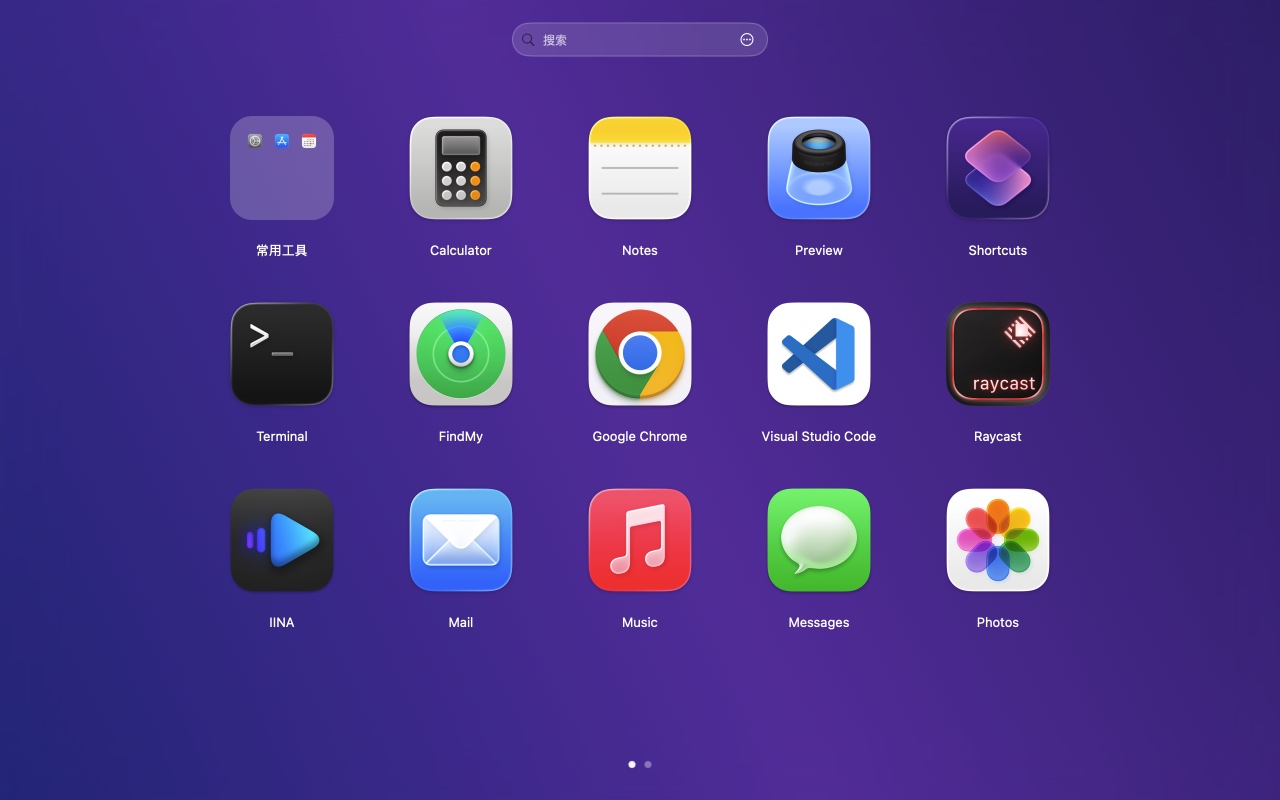 搜索
常用工具
Calculator
Notes
Preview
Shortcuts
>_
raycast
Terminal
FindMy
Google Chrome
Visual Studio Code
Raycast
IINA
Mail
Music
Messages
Photos